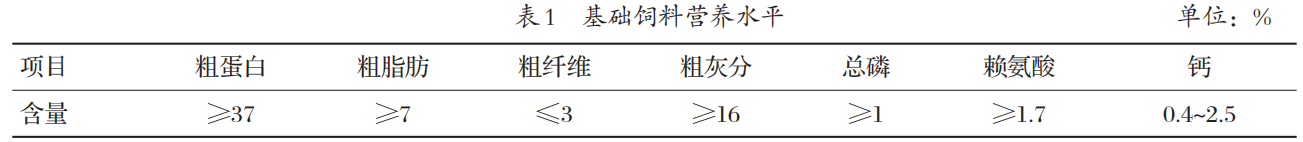 表1 基础饲料营养水平 单位：%
项目 粗蛋白 粗脂肪 粗纤维 粗灰分 总磷 赖氨酸 钙
含量 ⩾37 ⩾7 ⩽3 ⩾16 ⩾1 ⩾1.7 0.4~2.5